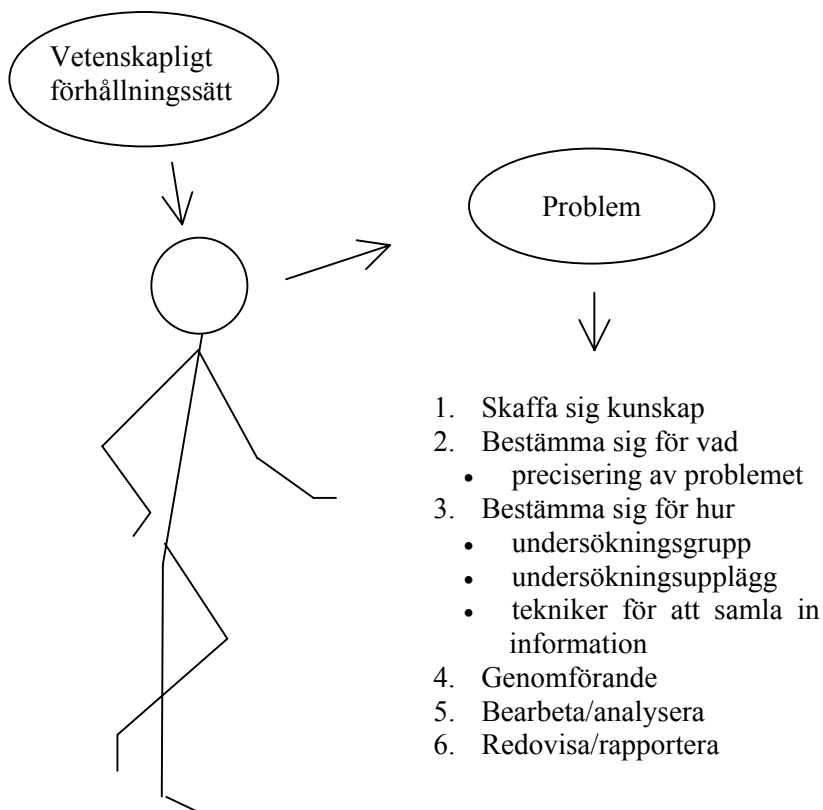 Vetenskapligt
förhållningssätt
Problem
1. Skaffa sig kunskap
2. Bestämma sig för vad
• precisering av problemet
3. Bestämma sig för hur
• undersökningsgrupp
• undersökningsupplägg
• tekniker för att samla in
information
4. Genomförande
5. Bearbeta/analysera
6. Redovisa/rapportera